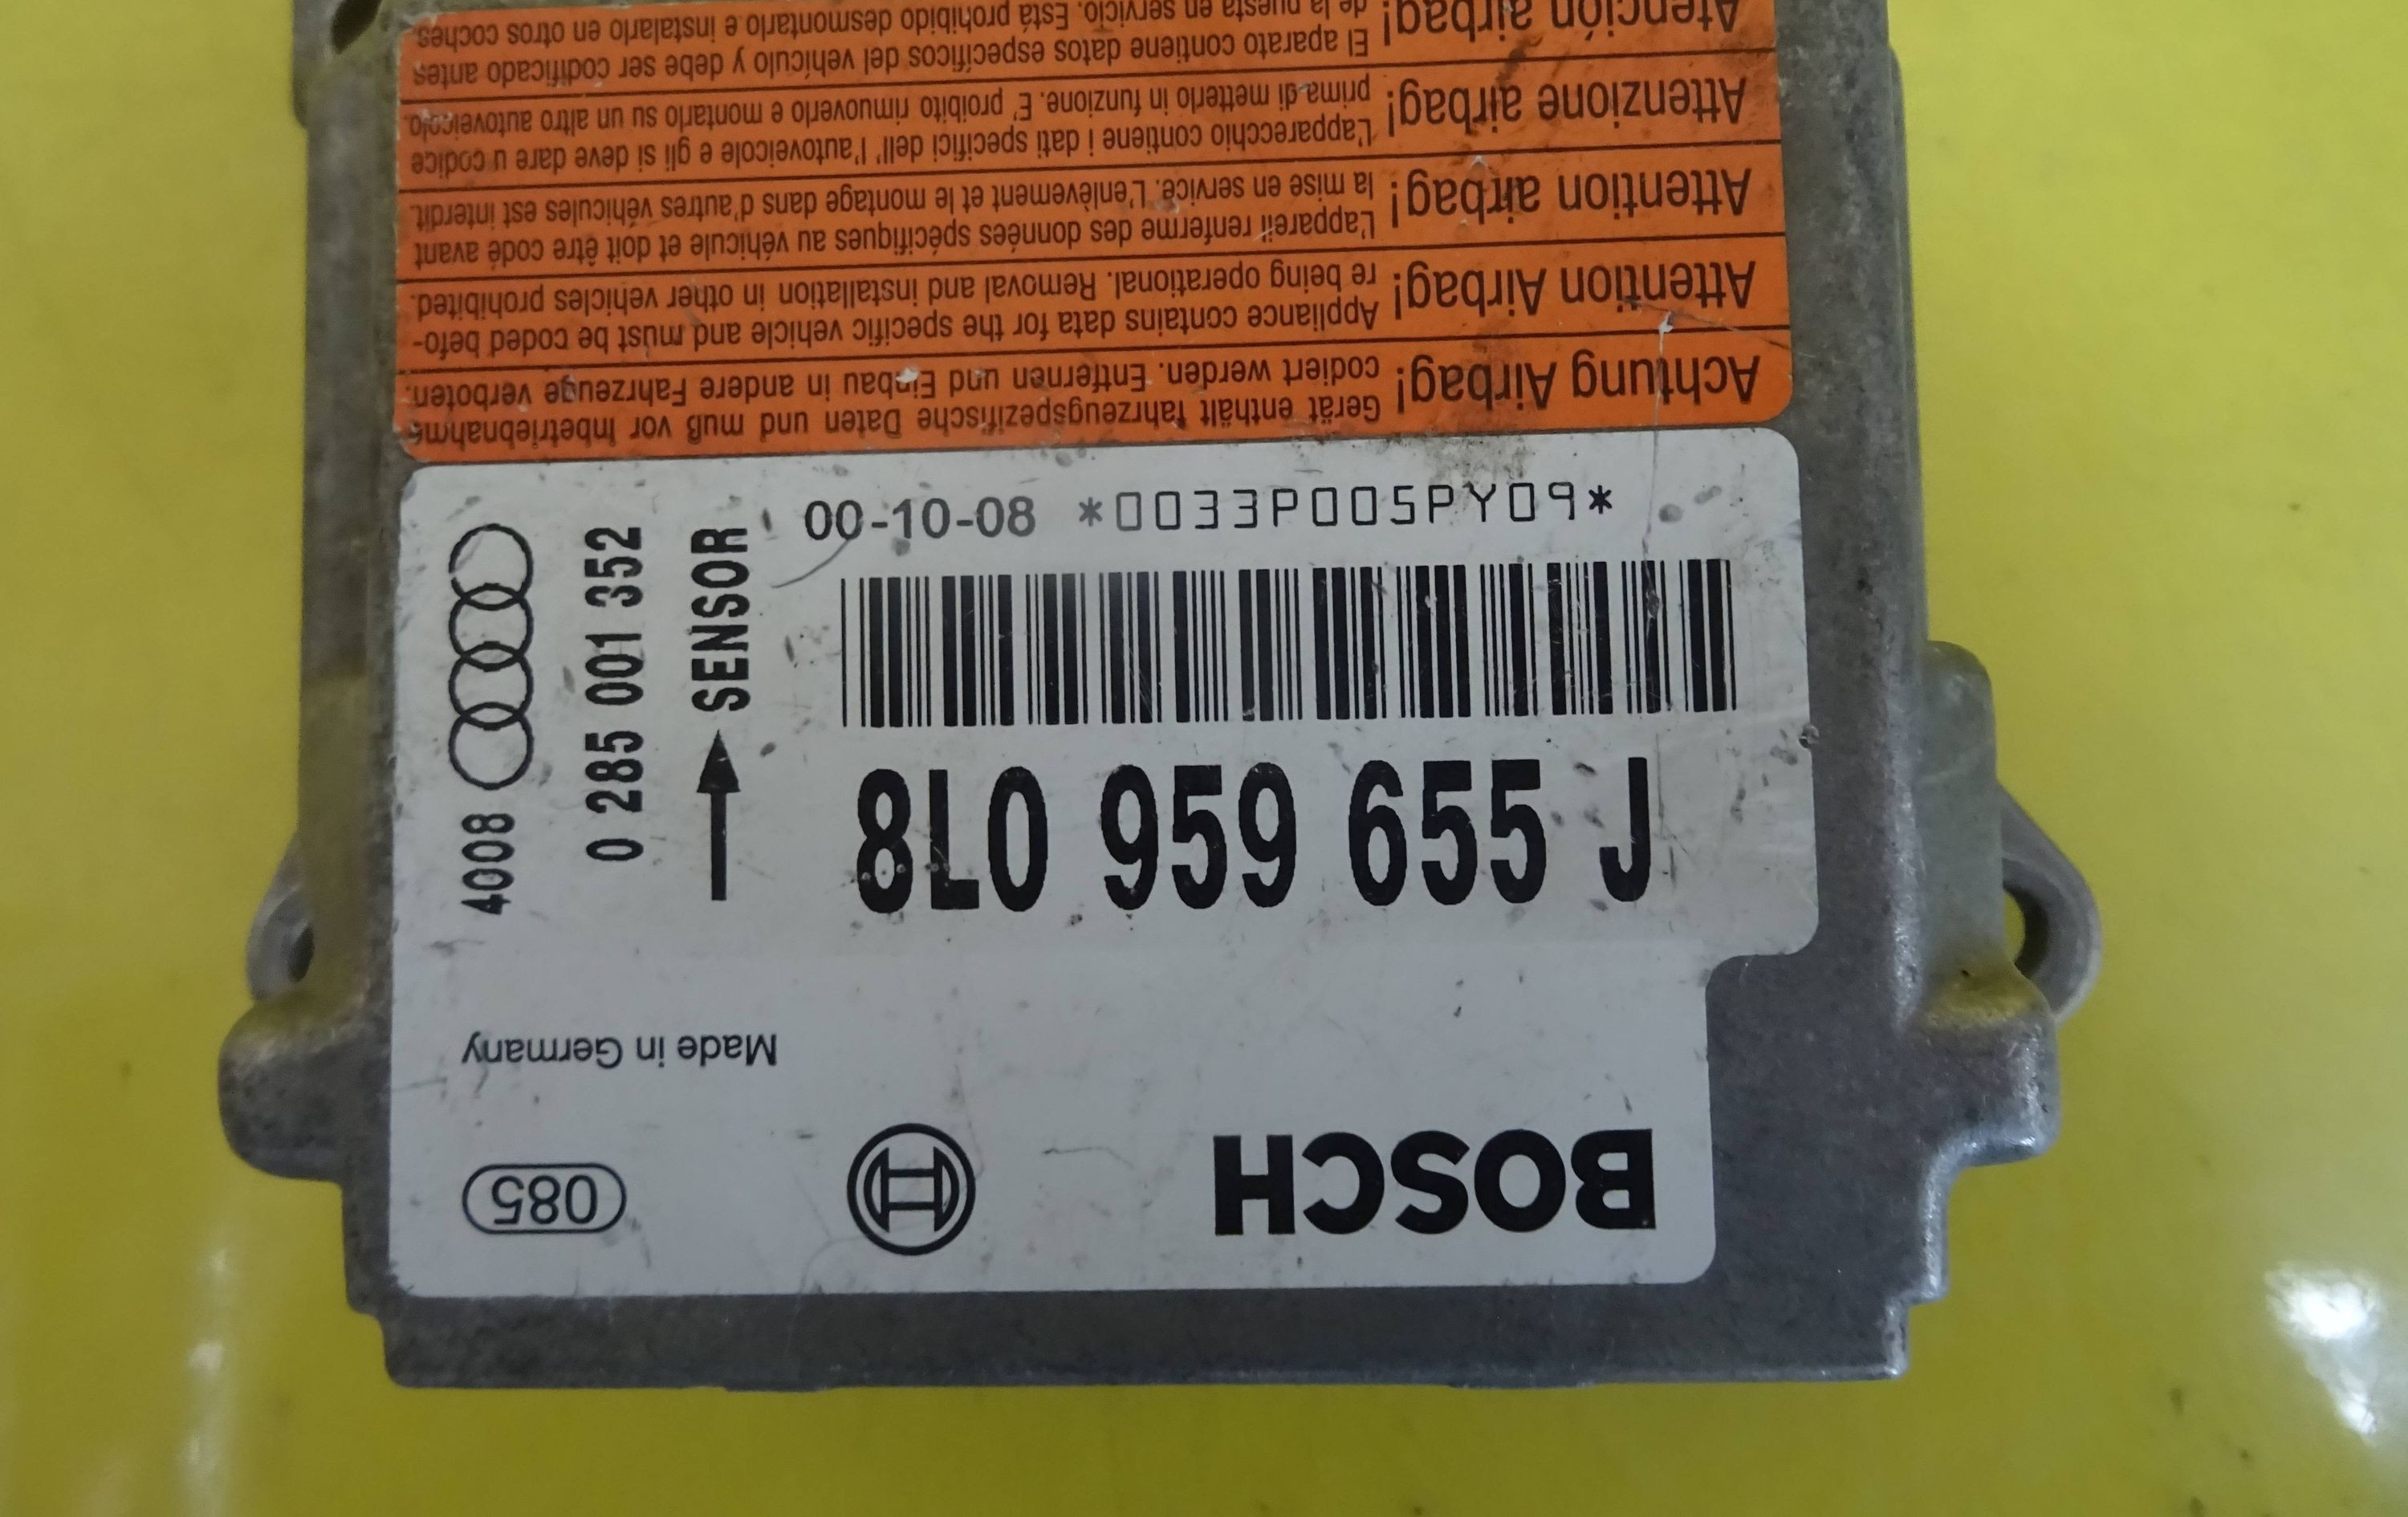 00-10-08 *0033P005PY09*
8L0 959 655 J
SENSOR
0 285 001 352
4008
Made in Germany
BOSCH
085
Achtung Airbag!
Gerät enthält fahrzeugspezifische Daten und muß vor Inbetriebnahme
codiert werden. Entfernen und Einbau in andere Fahrzeuge verboten.
Attention Airbag!
Appliance contains data for the specific vehicle and must be coded befo-
re being operational. Removal and installation in other vehicles prohibited.
Attention airbag!
L'appareil renferme des données spécifiques au véhicule et doit être codé avant
la mise en service. L'enlèvement et le montage dans d'autres véhicules est interdit.
Attenzione airbag!
L'apparecchio contiene i dati specifici dell' l'autoveicole e gli si deve dare u codice
prima di metterlo in funzione. E' proibito rimuoverlo e montarlo su un altro autoveicolo.
Atención airbag!
El aparato contiene datos específicos del vehículo y debe ser codificado antes
de la puesta en servicio. Está prohibido desmontarlo e instalarlo en otros coches.